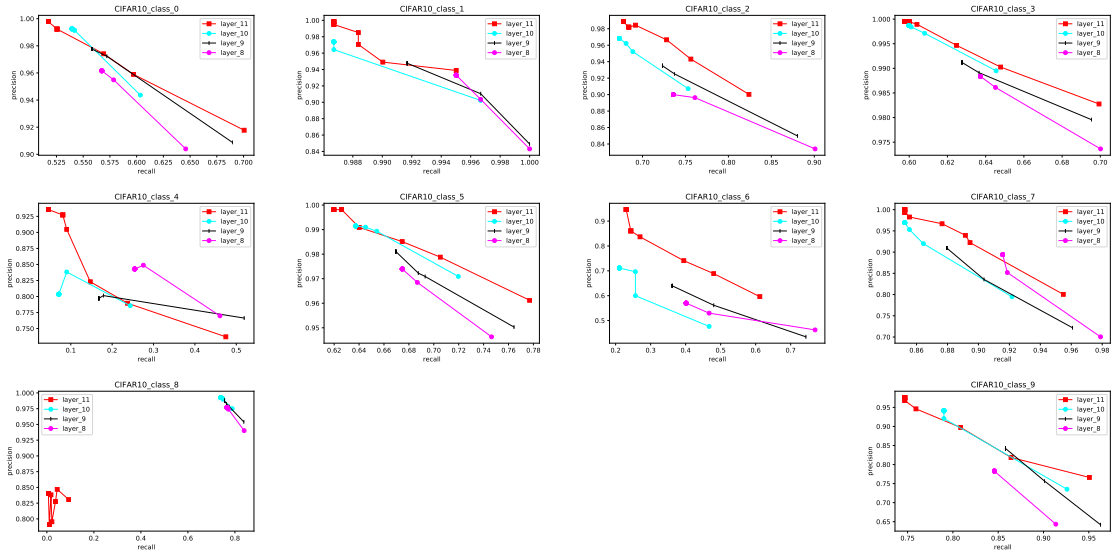 CIFAR10_class_0
precision
1.00
0.98
0.96
0.94
0.92
0.90
layer_11
layer_10
layer_9
layer_8
0.525 0.550 0.575 0.600 0.625 0.650 0.675 0.700
recall
CIFAR10_class_1
precision
1.00
0.98
0.96
0.94
0.92
0.90
0.88
0.86
0.84
layer_11
layer_10
layer_9
layer_8
0.988 0.990 0.992 0.994 0.996 0.998 1.000
recall
CIFAR10_class_2
precision
0.98
0.96
0.94
0.92
0.90
0.88
0.86
0.84
layer_11
layer_10
layer_9
layer_8
0.70 0.75 0.80 0.85 0.90
recall
CIFAR10_class_3
precision
1.000
0.995
0.990
0.985
0.980
0.975
layer_11
layer_10
layer_9
layer_8
0.60 0.62 0.64 0.66 0.68 0.70
recall
CIFAR10_class_4
precision
0.925
0.900
0.875
0.850
0.825
0.800
0.775
0.750
layer_11
layer_10
layer_9
layer_8
0.1 0.2 0.3 0.4 0.5
recall
CIFAR10_class_5
precision
1.00
0.99
0.98
0.97
0.96
0.95
layer_11
layer_10
layer_9
layer_8
0.62 0.64 0.66 0.68 0.70 0.72 0.74 0.76 0.78
recall
CIFAR10_class_6
precision
0.9
0.8
0.7
0.6
0.5
layer_11
layer_10
layer_9
layer_8
0.2 0.3 0.4 0.5 0.6 0.7
recall
CIFAR10_class_7
precision
1.00
0.95
0.90
0.85
0.80
0.75
0.70
layer_11
layer_10
layer_9
layer_8
0.86 0.88 0.90 0.92 0.94 0.96 0.98
recall
CIFAR10_class_8
precision
1.000
0.975
0.950
0.925
0.900
0.875
0.850
0.825
0.800
layer_11
layer_10
layer_9
layer_8
0.0 0.2 0.4 0.6 0.8
recall
CIFAR10_class_9
precision
0.95
0.90
0.85
0.80
0.75
0.70
0.65
layer_11
layer_10
layer_9
layer_8
0.75 0.80 0.85 0.90 0.95
recall